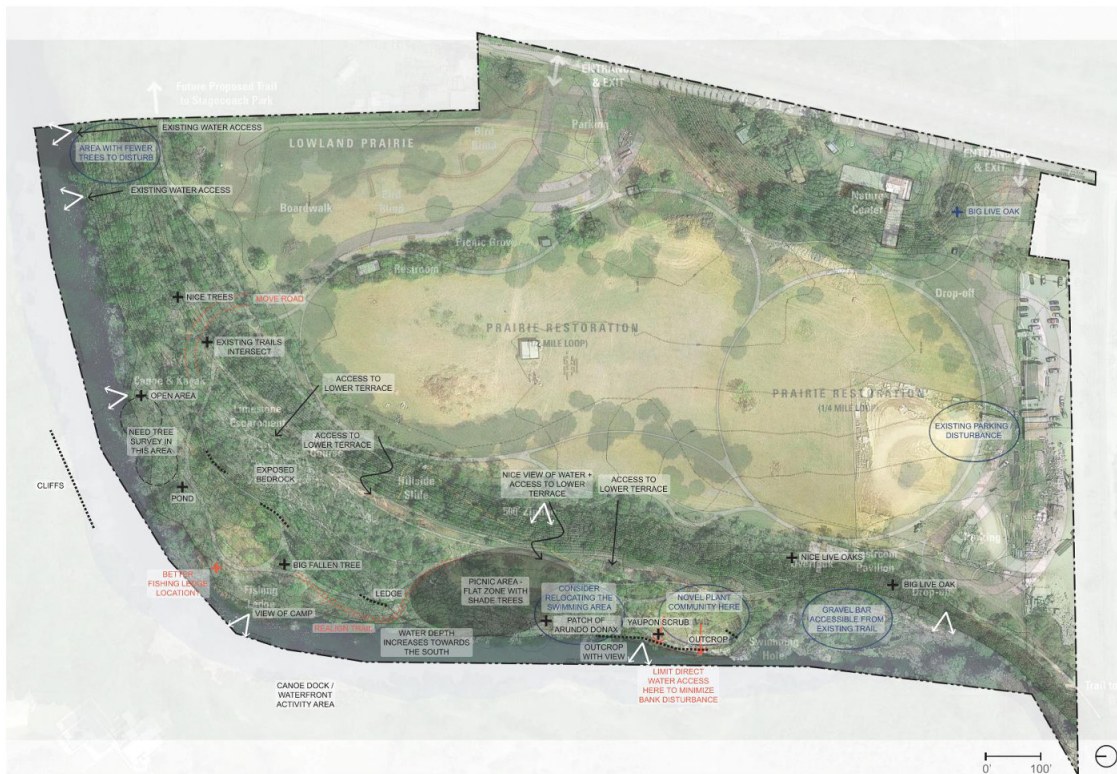 Future Proposed Trail
to Stagecoach Park
ENTRANCE
& EXIT
Parking
EXISTING WATER ACCESS
AREA WITH FEWER
TREES TO DISTURB
LOWLAND PRAIRIE
Bird
Blind
EXISTING WATER ACCESS
Boardwalk
Bird
Blind
& EXIT
Nature
Center
BIG LIVE OAK
Picnic Grove
Restroom
NICE TREES
MOVE ROAD
Drop-off
EXISTING TRAILS
INTERSECT
PRAIRIE RESTORATION
(1/2 MILE LOOP)
Canoe & Kayak
OPEN AREA
ACCESS TO
LOWER TERRACE
PRAIRIE RESTORATION
(1/4 MILE LOOP)
Limestone
Escarpment
NEED TREE
SURVEY IN
THIS AREA
ACCESS TO
LOWER TERRACE
EXISTING PARKING /
DISTURBANCE
EXPOSED
BEDROCK
CLIFFS
POND
Hillside
Slide
NICE VIEW OF WATER +
ACCESS TO LOWER
TERRACE
ACCESS TO
LOWER TERRACE
Parking
NICE LIVE OAKS
Pavilion
BIG FALLEN TREE
BETTER
FISHING LEDGE
LOCATION?
PICNIC AREA -
FLAT ZONE WITH
SHADE TREES
CONSIDER
RELOCATING THE
SWIMMING AREA
NOVEL PLANT
COMMUNITY HERE
BIG LIVE OAK
Drop-off
LEDGE
VIEW OF CAMP
REALIGN TRAIL
PATCH OF
ARUNDO DONAX
YAUPON SCRUB
GRAVEL BAR
ACCESSIBLE FROM
EXISTING TRAIL
WATER DEPTH
INCREASES TOWARDS
THE SOUTH
OUTCROP
WITH VIEW
OUTCROP
Swimming
Hole
LIMIT DIRECT
WATER ACCESS
HERE TO MINIMIZE
BANK DISTURBANCE
CANOE DOCK /
WATERFRONT
ACTIVITY AREA
Trail to
0' 100'